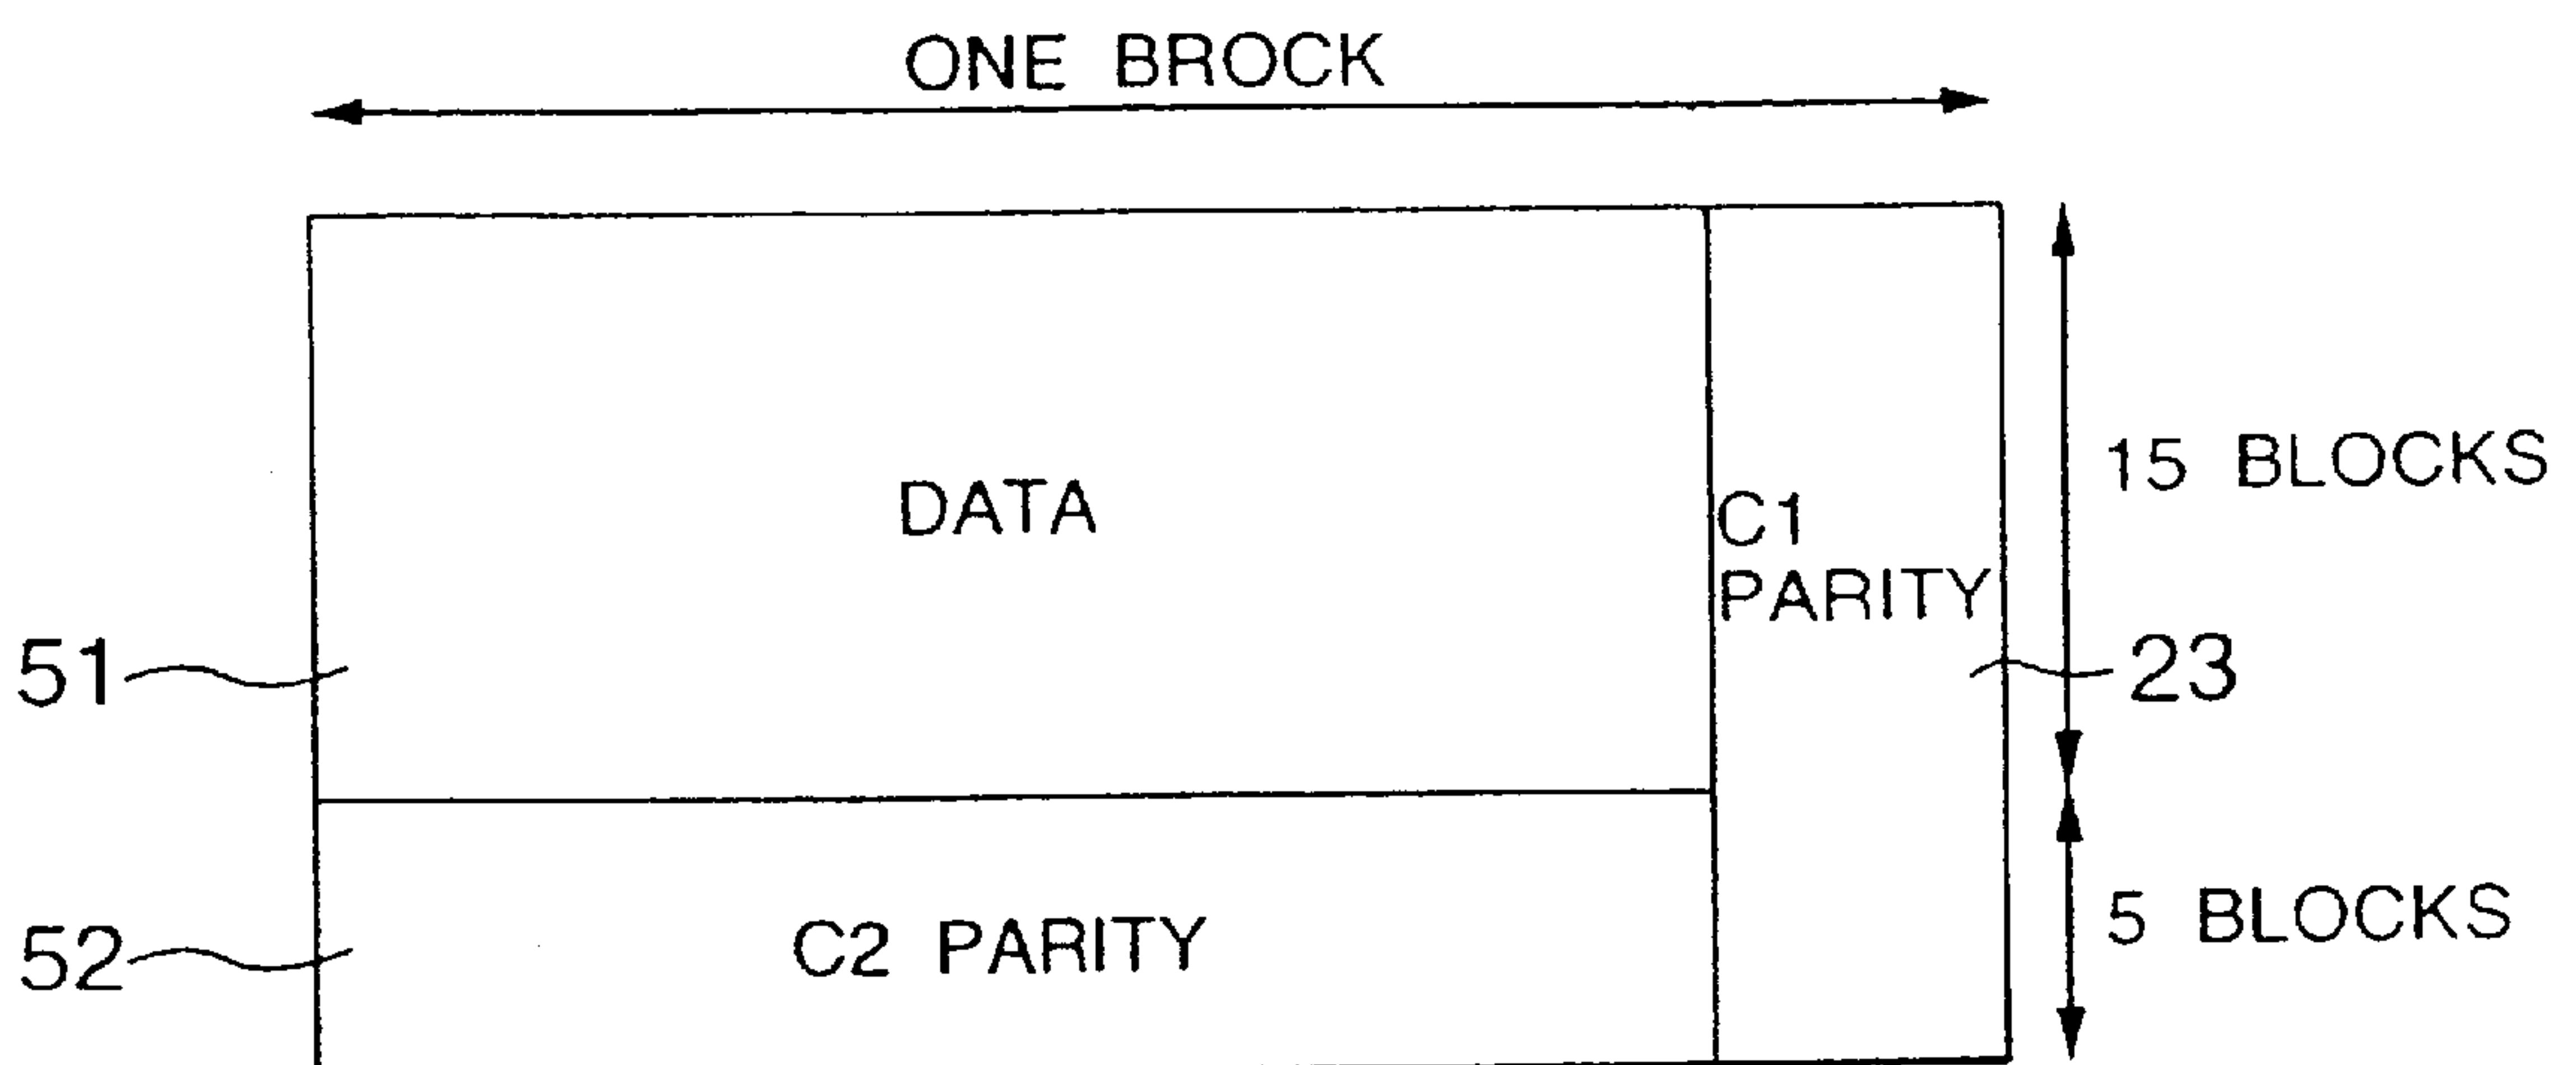 ONE BROCK
DATA
C1
PARITY
15 BLOCKS
51
23
C2 PARITY
52
5 BLOCKS